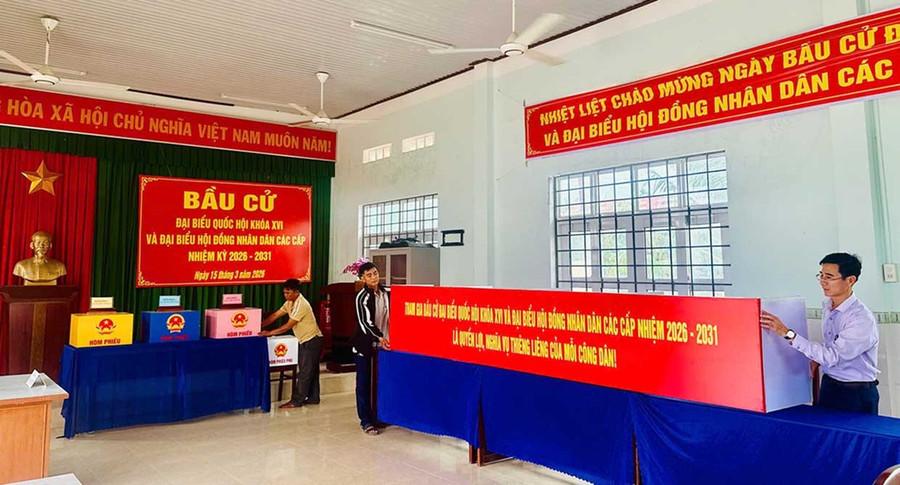 HÒA XÃ HỘI CHỦ NGHĨA VIỆT NAM MUÔN NĂM!
BẦU CỬ
ĐẠI BIỂU QUỐC HỘI KHÓA XVI
VÀ ĐẠI BIỂU HỘI ĐỒNG NHÂN DÂN CÁC CẤP
NHIỆM KỲ 2026 - 2031
Ngày 15 tháng 3 năm 2026
NHIỆT LIỆT CHÀO MỪNG NGÀY BẦU CỬ Đ
VÀ ĐẠI BIỂU HỘI ĐỒNG NHÂN DÂN CÁC
THAM GIA BẦU CỬ ĐẠI BIỂU QUỐC HỘI KHÓA XVI VÀ ĐẠI BIỂU HỘI ĐỒNG NHÂN DÂN CÁC CẤP NHIỆM 2026 - 2031
LÀ QUYỀN LỢI, NGHĨA VỤ THIÊNG LIÊNG CỦA MỖI CÔNG DÂN!
HÒM PHIẾU
HÒM PHIẾU
HÒM PHIẾU
HÒM PHIẾU PHỤ